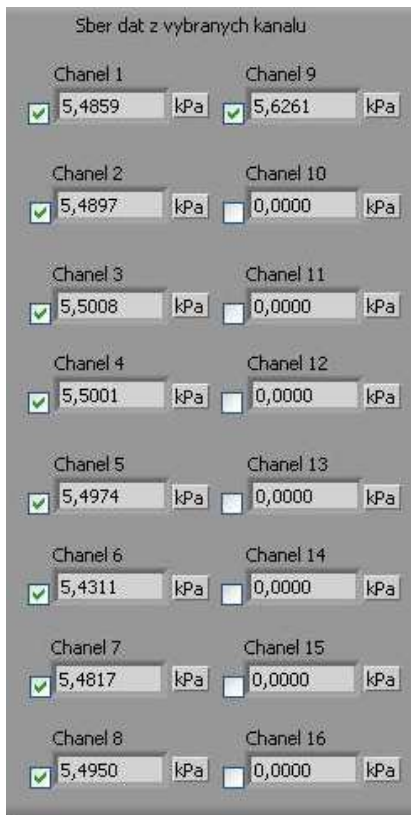 Sber dat z vybranych kanalu
Chanel 1 Chanel 9
5,4859 kPa 5,6261 kPa
Chanel 2 Chanel 10
5,4897 kPa 0,0000 kPa
Chanel 3 Chanel 11
5,5008 kPa 0,0000 kPa
Chanel 4 Chanel 12
5,5001 kPa 0,0000 kPa
Chanel 5 Chanel 13
5,4974 kPa 0,0000 kPa
Chanel 6 Chanel 14
5,4311 kPa 0,0000 kPa
Chanel 7 Chanel 15
5,4817 kPa 0,0000 kPa
Chanel 8 Chanel 16
5,4950 kPa 0,0000 kPa